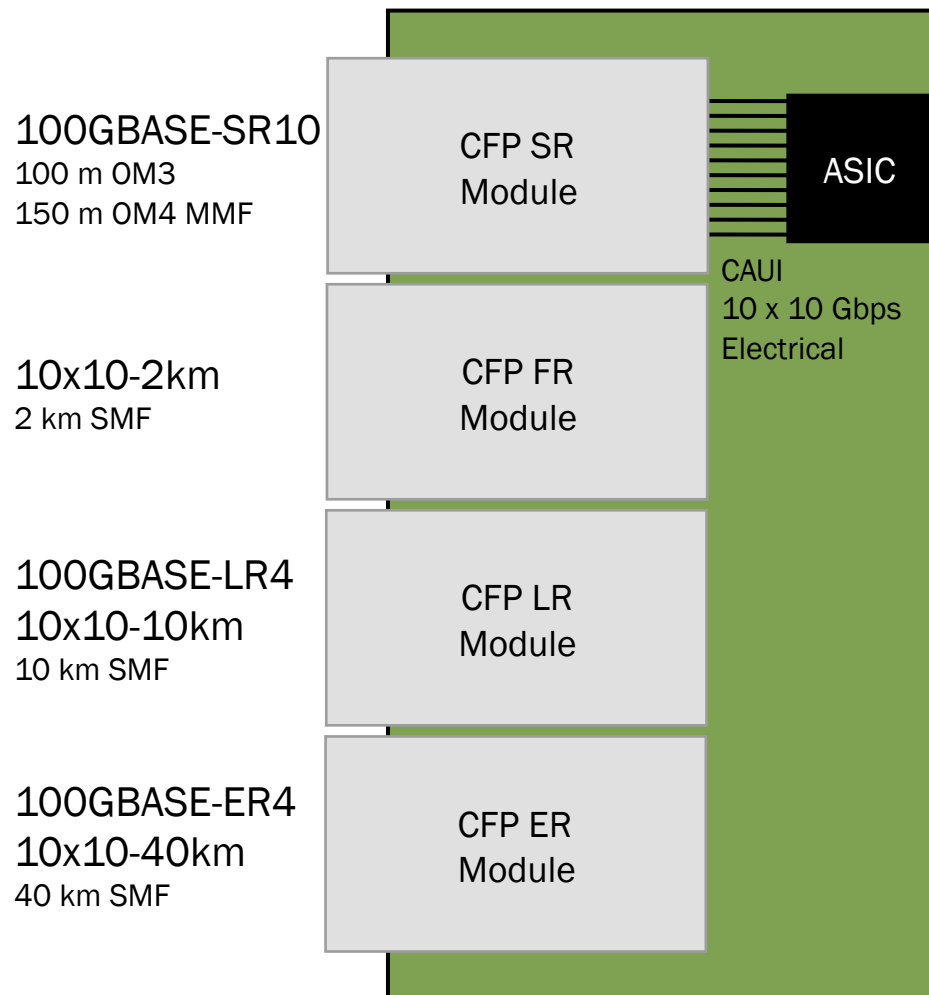 100GBASE-SR10
100 m OM3
150 m OM4 MMF
CFP SR
Module
ASIC
CAUI
10 x 10 Gbps
Electrical
10x10-2km
2 km SMF
CFP FR
Module
100GBASE-LR4
10x10-10km
10 km SMF
CFP LR
Module
100GBASE-ER4
10x10-40km
40 km SMF
CFP ER
Module